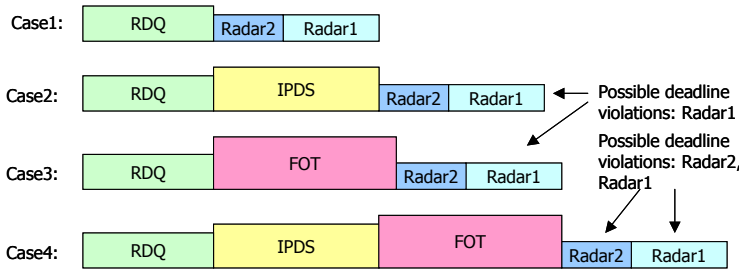 Case1:
RDQ
Radar2
Radar1
Case2:
RDQ
IPDS
Radar2
Radar1
Possible deadline
violations: Radar1
Possible deadline
violations: Radar2,
Radar1
Case3:
RDQ
FOT
Radar2
Radar1
Case4:
RDQ
IPDS
FOT
Radar2
Radar1